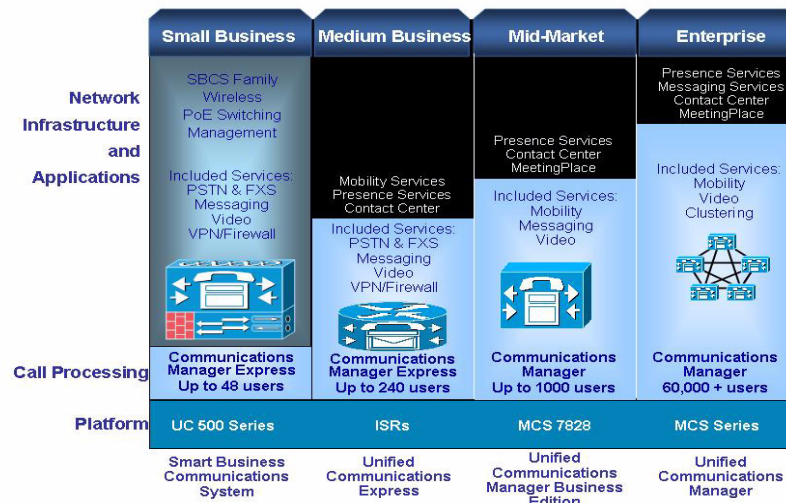 Small Business
Medium Business
Mid-Market
Enterprise
Network
Infrastructure
and
Applications
SBCS Family
Wireless
PoE Switching
Management
Included Services:
PSTN & FXS
Messaging
Video
VPN/Firewall
Mobility Services
Presence Services
Contact Center
Included Services:
PSTN & FXS
Messaging
Video
VPN/Firewall
Presence Services
Contact Center
MeetingPlace
Included Services:
Mobility
Messaging
Video
Presence Services
Messaging Services
Contact Center
MeetingPlace
Included Services:
Mobility
Video
Clustering
Call Processing
Communications
Manager Express
Up to 48 users
Communications
Manager Express
Up to 240 users
Communications
Manager
Up to 1000 users
Communications
Manager
60,000 + users
Platform
UC 500 Series
ISRs
MCS 7828
MCS Series
Smart Business
Communications
System
Unified
Communications
Express
Unified
Communications
Manager Business
Edition
Unified
Communications
Manager